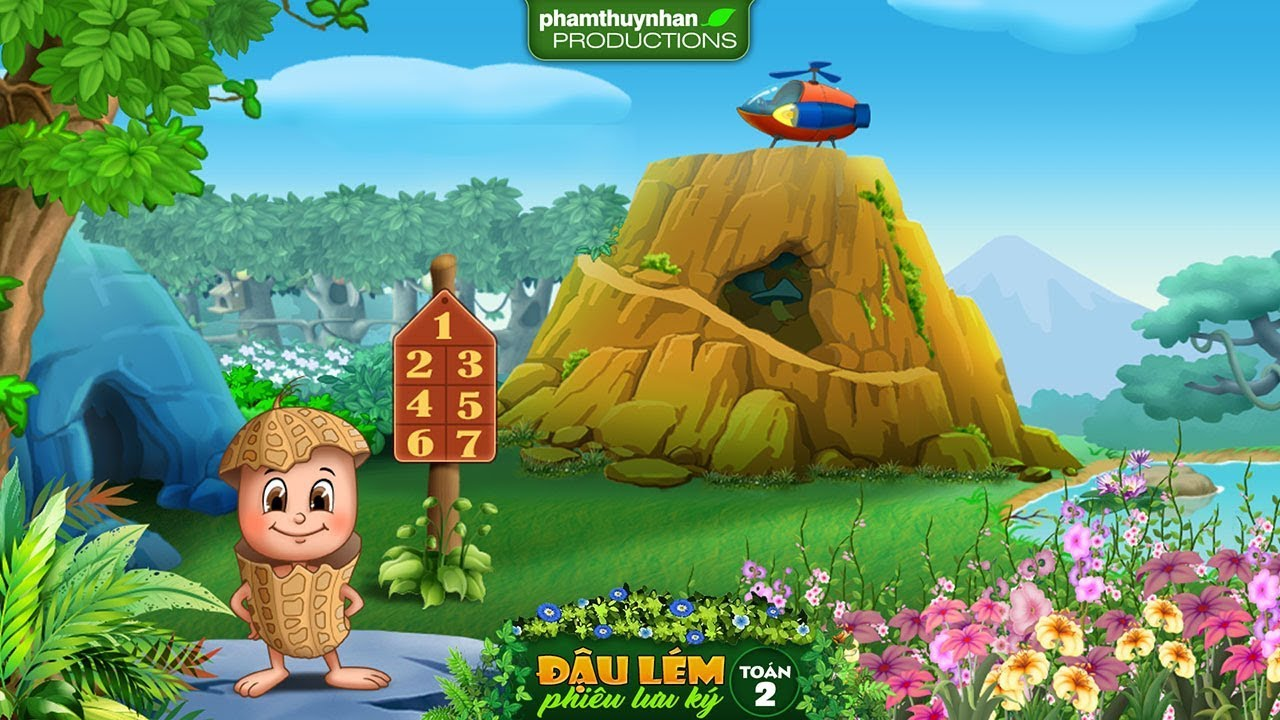 phamthuynhan
PRODUCTIONS
1
2 3
4 5
6 7
ĐẬU LÉM
phiêu lưu ký
TOÁN
2